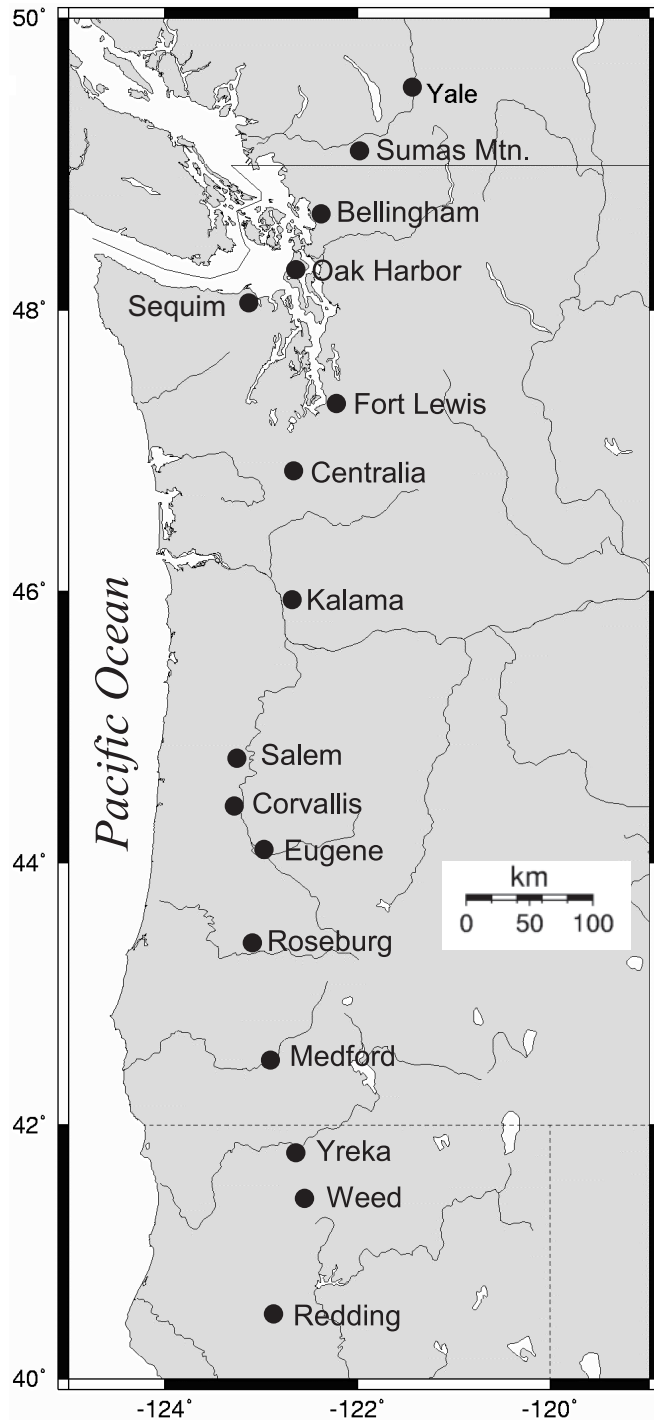 50˚
Yale
Sumas Mtn.
Bellingham
Oak Harbor
Sequim
48˚
Fort Lewis
Centralia
46˚
Kalama
Pacific Ocean
Salem
Corvallis
Eugene
44˚
km
0 50 100
Roseburg
Medford
42˚
Yreka
Weed
Redding
40˚
-124˚ -122˚ -120˚